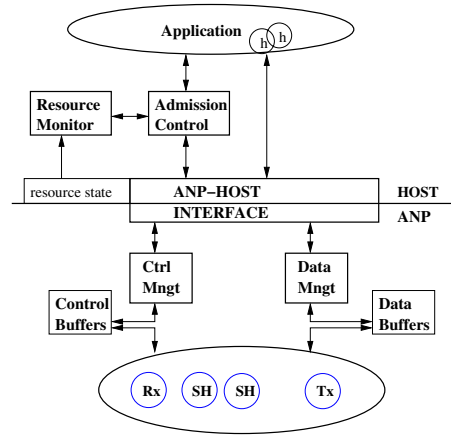 Application
h
h
Resource
Monitor
Admission
Control
resource state
ANP-HOST
HOST
INTERFACE
ANP
Ctrl
Mngt
Data
Mngt
Control
Buffers
Data
Buffers
Rx
SH
SH
Tx